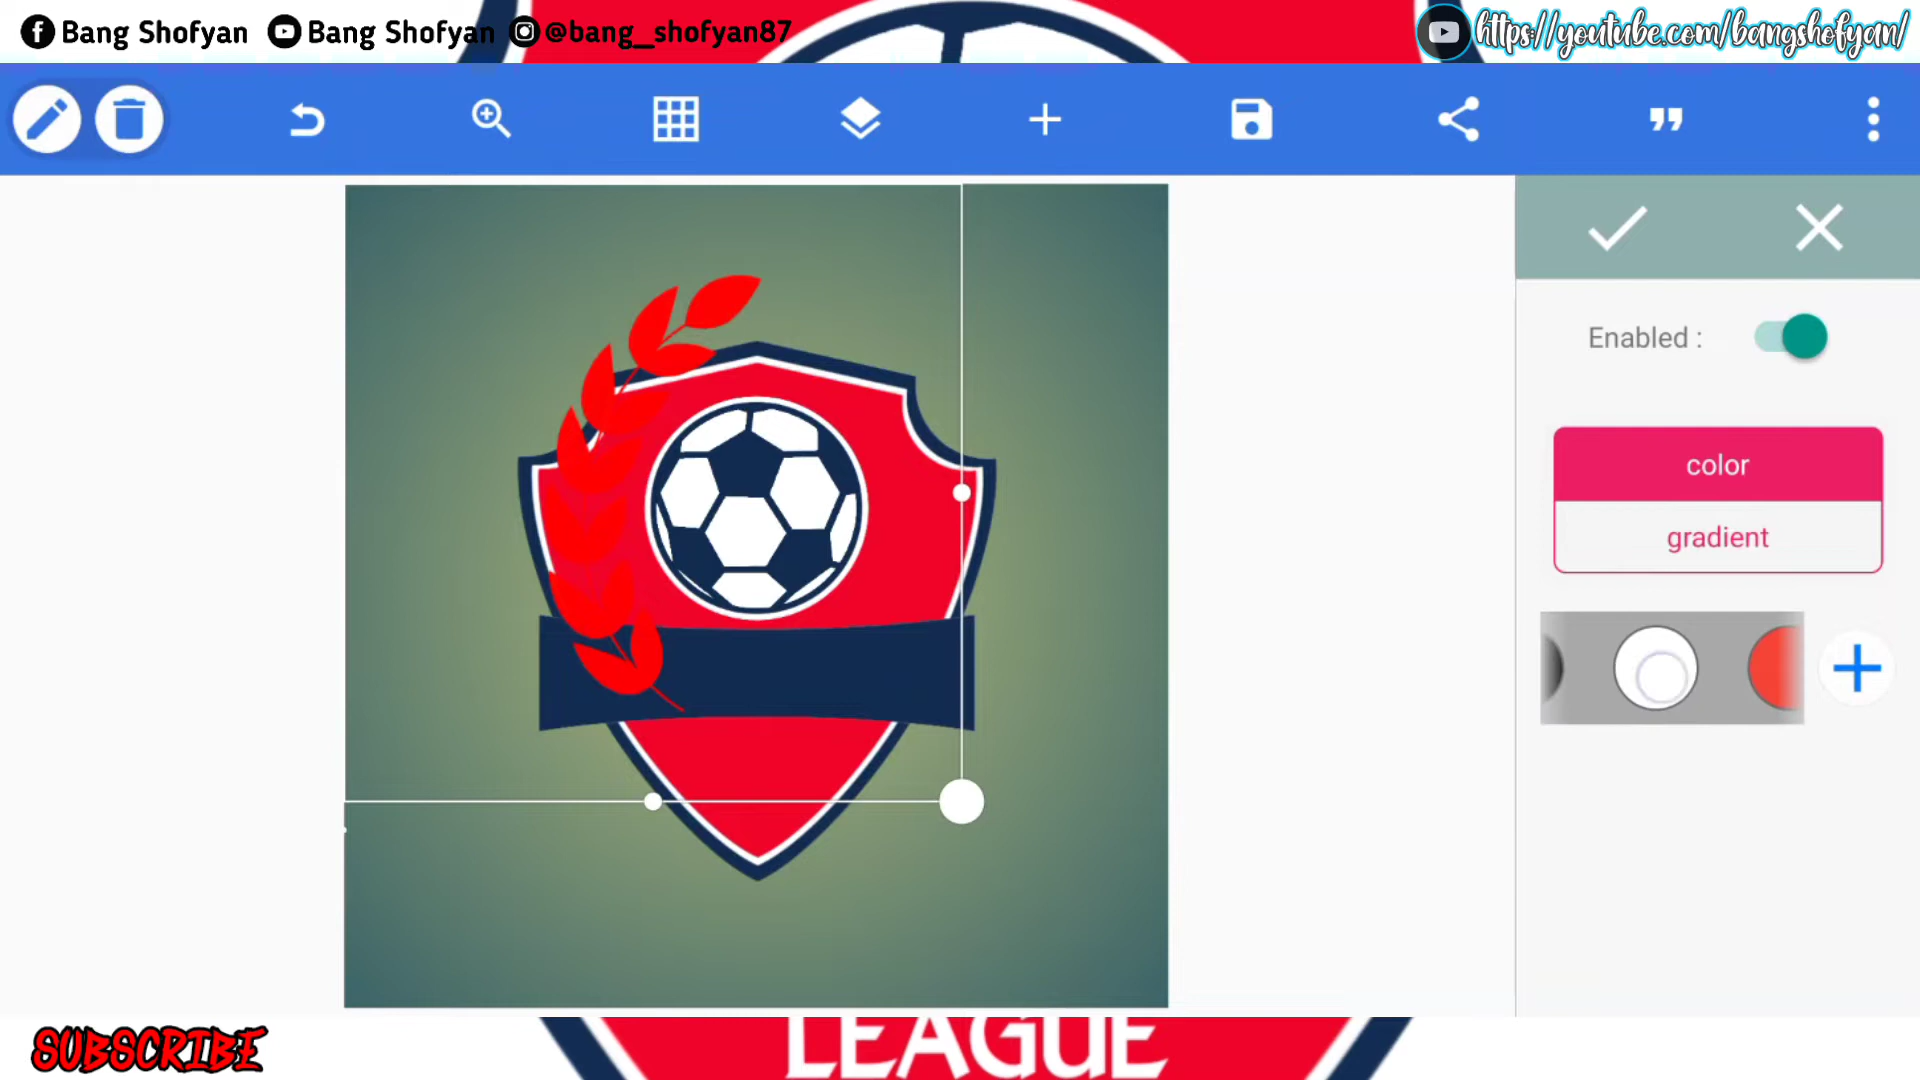 Bang Shofyan Bang Shofyan @bang_shofyan87 https://youtube.com/bangshofyan/
Enabled :
color
gradient
SUBSCRIBE
LEAGUE